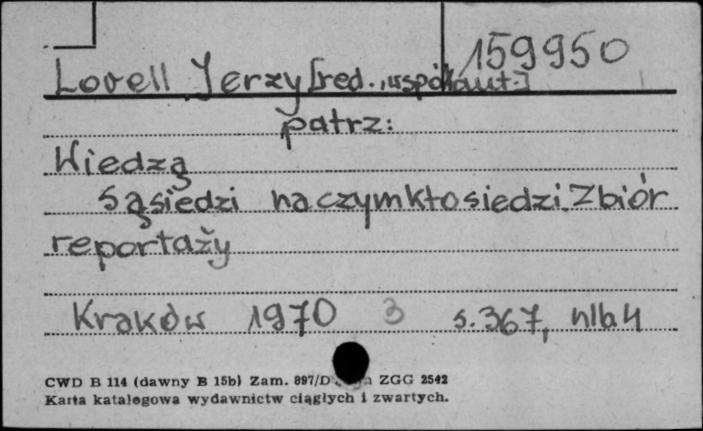 159950
Lovell Jerzy [red., współaut.]
patrz:
Wiedzą
sąsiedzi na czym kto siedzi. Zbiór
reportaży
Kraków 1970 3 s. 367, nlb. 4
CWD B 114 (dawny B 15b) Zam. 897/D ZGG 2542
Karta katalogowa wydawnictw ciągłych i zwartych.